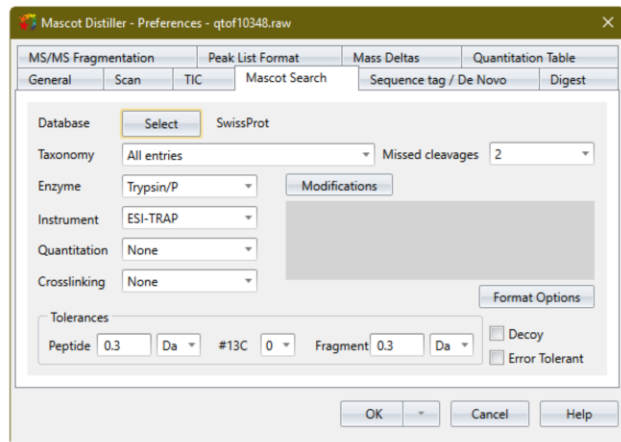 Mascot Distiller - Preferences - qtof10348.raw
MS/MS Fragmentation Peak List Format Mass Deltas Quantitation Table
General Scan TIC Mascot Search Sequence tag / De Novo Digest
Database Select SwissProt
Taxonomy All entries Missed cleavages 2
Enzyme Trypsin/P Modifications
Instrument ESI-TRAP
Quantitation None
Crosslinking None
Format Options
Tolerances
Peptide 0.3 Da #13C 0 Fragment 0.3 Da
Decoy
Error Tolerant
OK Cancel Help